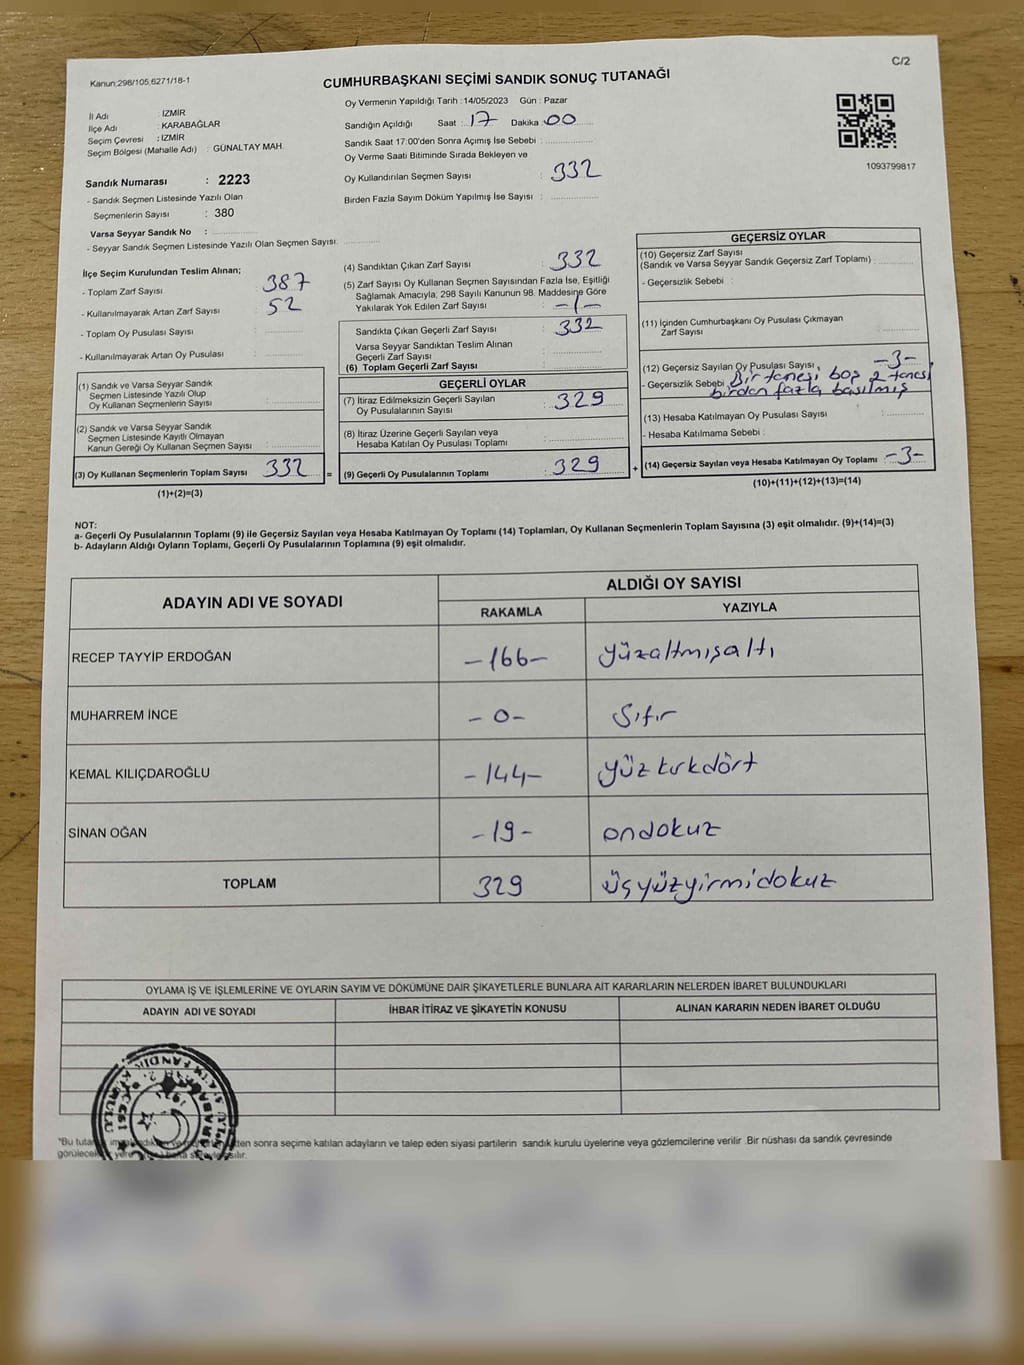 Kanun:298/105,6271/18-1
CUMHURBAŞKANI SEÇİMİ SANDIK SONUÇ TUTANAĞI
C/2
İl Adı : İZMİR
İlçe Adı : KARABAĞLAR
Seçim Çevresi : İZMİR
Seçim Bölgesi (Mahalle Adı) : GÜNALTAY MAH.
Sandık Numarası : 2223
- Sandık Seçmen Listesinde Yazılı Olan
Seçmenlerin Sayısı : 380
Varsa Seyyar Sandık No :
- Seyyar Sandık Seçmen Listesinde Yazılı Olan Seçmen Sayısı:
Oy Vermenin Yapıldığı Tarih :14/05/2023 Gün : Pazar
Sandığın Açıldığı Saat : 17 Dakika : 00
Sandık Saat 17:00'den Sonra Açımış İse Sebebi :
Oy Verme Saati Bitiminde Sırada Bekleyen ve
Oy Kullandırılan Seçmen Sayısı : 332
Birden Fazla Sayım Döküm Yapılmış İse Sayısı :
1093799817
İlçe Seçim Kurulundan Teslim Alınan;
- Toplam Zarf Sayısı : 387
- Kullanılmayarak Artan Zarf Sayısı : 52
- Toplam Oy Pusulası Sayısı :
- Kullanılmayarak Artan Oy Pusulası :
(1) Sandık ve Varsa Seyyar Sandık
Seçmen Listesinde Yazılı Olup
Oy Kullanan Seçmenlerin Sayısı :
(2) Sandık ve Varsa Seyyar Sandık
Seçmen Listesinde Kayıtlı Olmayan
Kanun Gereği Oy Kullanan Seçmen Sayısı :
(3) Oy Kullanan Seçmenlerin Toplam Sayısı : 332 =
(1)+(2)=(3)
(4) Sandıktan Çıkan Zarf Sayısı : 332
(5) Zarf Sayısı Oy Kullanan Seçmen Sayısından Fazla İse, Eşitliği
Sağlamak Amacıyla, 298 Sayılı Kanunun 98. Maddesine Göre
Yakılarak Yok Edilen Zarf Sayısı : -/-
Sandıkta Çıkan Geçerli Zarf Sayısı : 332
Varsa Seyyar Sandıktan Teslim Alınan
Geçerli Zarf Sayısı :
(6) Toplam Geçerli Zarf Sayısı :
GEÇERLİ OYLAR
(7) İtiraz Edilmeksizin Geçerli Sayılan
Oy Pusulalarının Sayısı : 329
(8) İtiraz Üzerine Geçerli Sayılan veya
Hesaba Katılan Oy Pusulası Toplamı :
(9) Geçerli Oy Pusulalarının Toplamı : 329 +
GEÇERSİZ OYLAR
(10) Geçersiz Zarf Sayısı
(Sandık ve Varsa Seyyar Sandık Geçersiz Zarf Toplamı) :
- Geçersizlik Sebebi :
(11) İçinden Cumhurbaşkanı Oy Pusulası Çıkmayan
Zarf Sayısı :
(12) Geçersiz Sayılan Oy Pusulası Sayısı : -3-
- Geçersizlik Sebebi : Bir tanesi boş 2 tanesi
birden fazla basılmış
(13) Hesaba Katılmayan Oy Pusulası Sayısı :
- Hesaba Katılmama Sebebi :
(14) Geçersiz Sayılan veya Hesaba Katılmayan Oy Toplamı : -3-
(10)+(11)+(12)+(13)=(14)
NOT:
a- Geçerli Oy Pusulalarının Toplamı (9) ile Geçersiz Sayılan veya Hesaba Katılmayan Oy Toplamı (14) Toplamları, Oy Kullanan Seçmenlerin Toplam Sayısına (3) eşit olmalıdır. (9)+(14)=(3)
b- Adayların Aldığı Oyların Toplamı, Geçerli Oy Pusulalarının Toplamına (9) eşit olmalıdır.
ADAYIN ADI VE SOYADI
ALDIĞI OY SAYISI
RAKAMLA YAZIYLA
RECEP TAYYİP ERDOĞAN -166- yüzaltmışaltı
MUHARREM İNCE -0- sıfır
KEMAL KILIÇDAROĞLU -144- yüzkırkdört
SİNAN OĞAN -19- ondokuz
TOPLAM 329 üçyüzyirmidokuz
OYLAMA İŞ VE İŞLEMLERİNE VE OYLARIN SAYIM VE DÖKÜMÜNE DAİR ŞİKAYETLERLE BUNLARA AİT KARARLARIN NELERDEN İBARET BULUNDUKLARI
ADAYIN ADI VE SOYADI İHBAR İTİRAZ VE ŞİKAYETİN KONUSU ALINAN KARARIN NEDEN İBARET OLDUĞU
*Bu sonra seçime katılan adayların ve talep eden siyasi partilerin sandık kurulu üyelerine veya gözlemcilerine verilir .Bir nüshası da sandık çevresinde